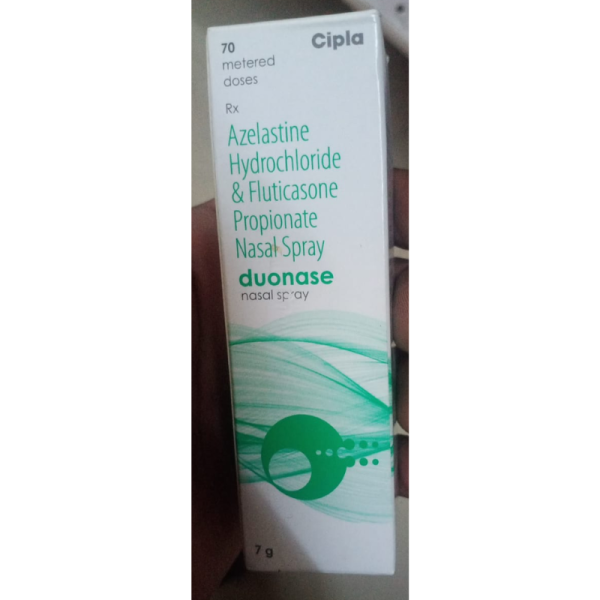 Cipla
70
metered
doses
Rx
Azelastine
Hydrochloride
& Fluticasone
Propionate
Nasal Spray
duonase
nasal spray
7 g